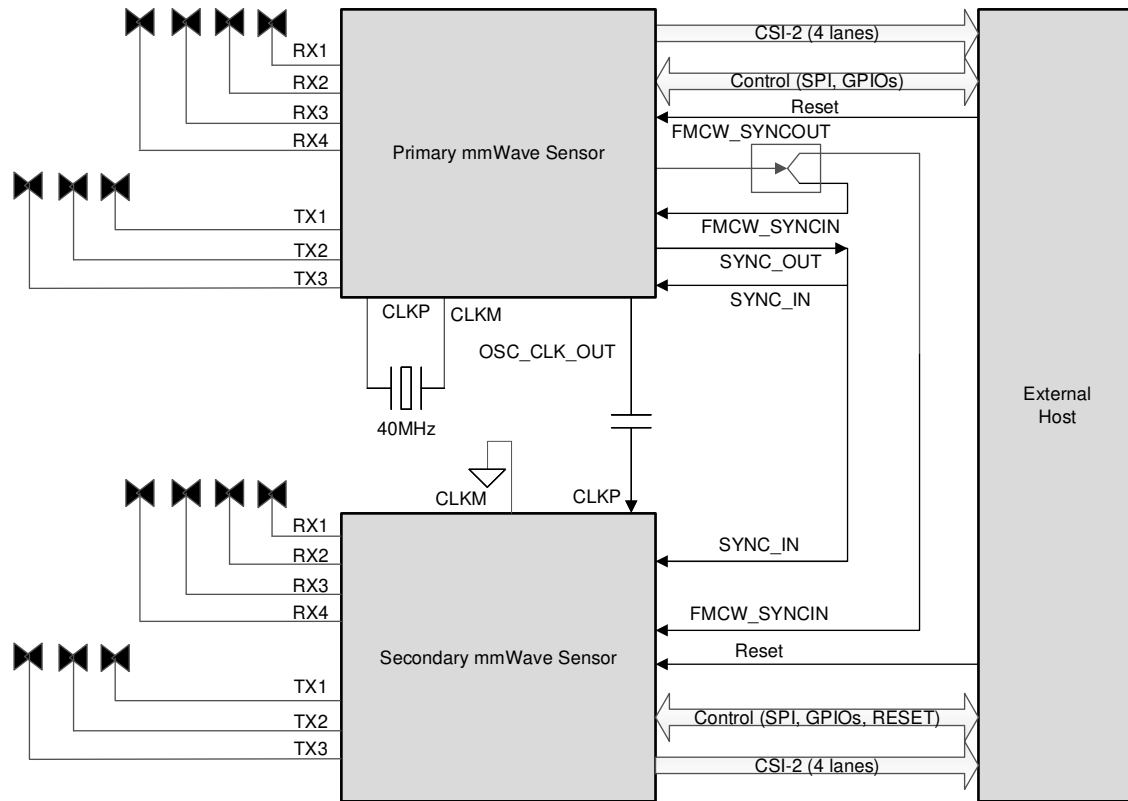 CSI-2 (4 lanes)
RX1
Control (SPI, GPIOs)
RX2
Reset
RX3
FMCW_SYNCOUT
RX4
Primary mmWave Sensor
TX1
FMCW_SYNCIN
TX2
SYNC_OUT
TX3
SYNC_IN
CLKP
CLKM
OSC_CLK_OUT
External
Host
40MHz
CLKM
CLKP
RX1
SYNC_IN
RX2
RX3
RX4
FMCW_SYNCIN
Secondary mmWave Sensor
Reset
TX1
TX2
Control (SPI, GPIOs, RESET)
TX3
CSI-2 (4 lanes)